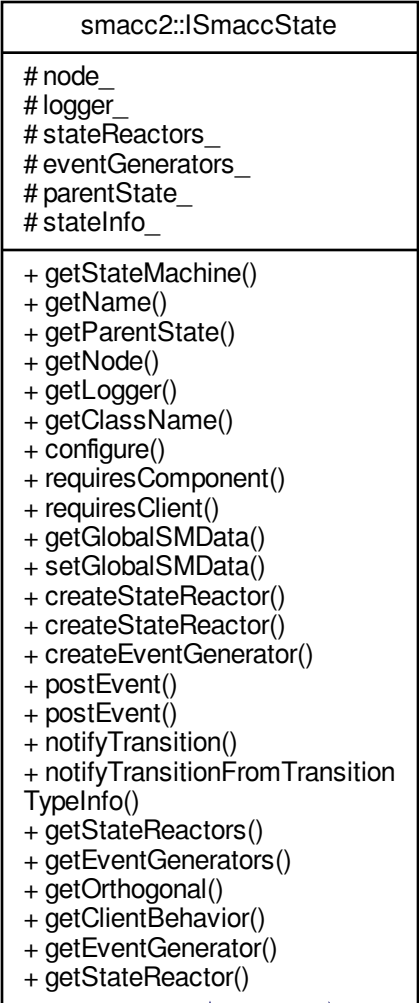 smacc2::ISmaccState
# node_
# logger_
# stateReactors_
# eventGenerators_
# parentState_
# stateInfo_
+ getStateMachine()
+ getName()
+ getParentState()
+ getNode()
+ getLogger()
+ getClassName()
+ configure()
+ requiresComponent()
+ requiresClient()
+ getGlobalSMData()
+ setGlobalSMData()
+ createStateReactor()
+ createStateReactor()
+ createEventGenerator()
+ postEvent()
+ postEvent()
+ notifyTransition()
+ notifyTransitionFromTransition
TypeInfo()
+ getStateReactors()
+ getEventGenerators()
+ getOrthogonal()
+ getClientBehavior()
+ getEventGenerator()
+ getStateReactor()